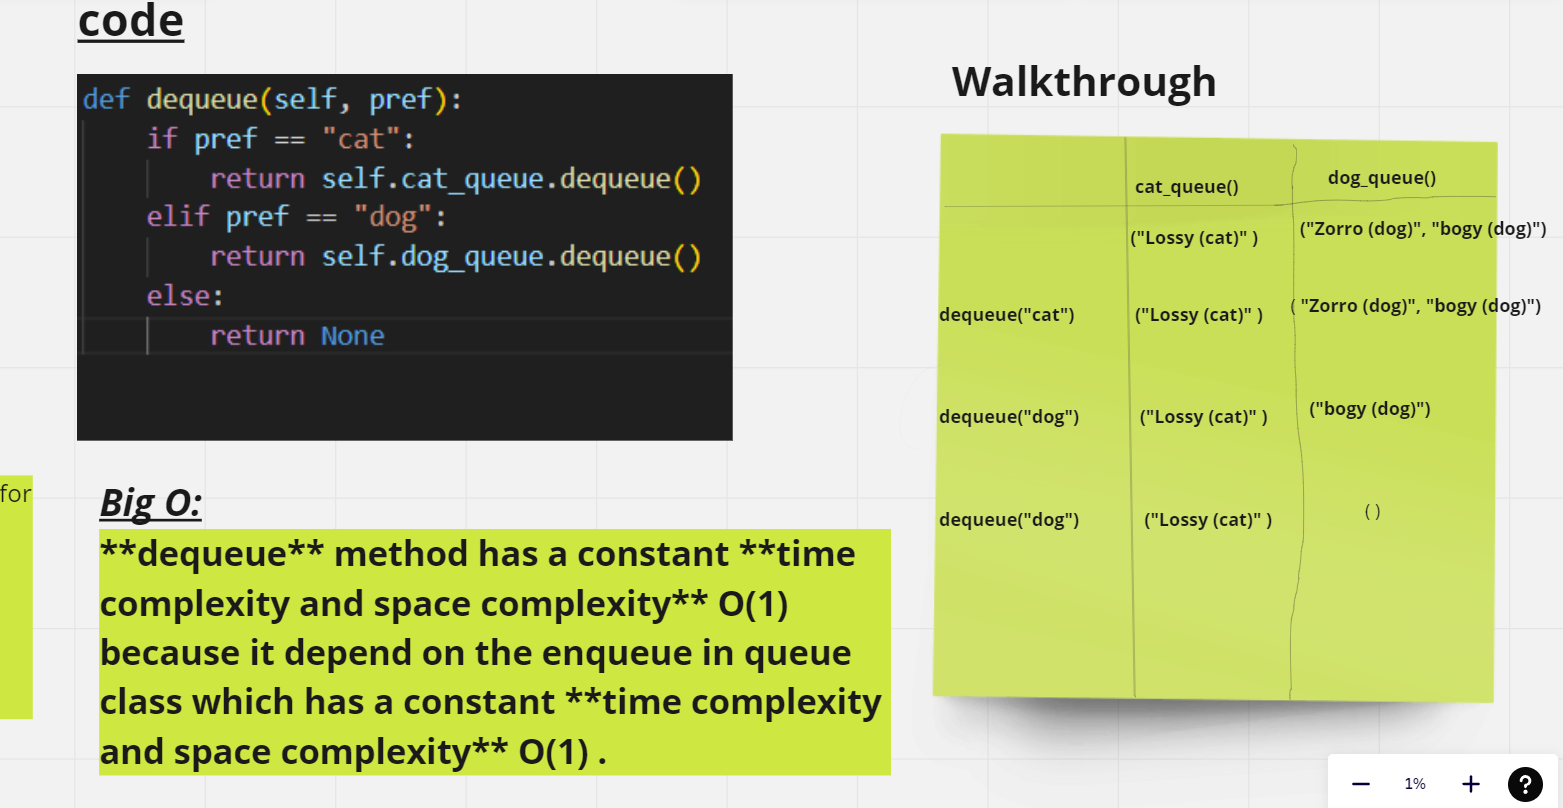 code
def dequeue(self, pref):
    if pref == "cat":
        return self.cat_queue.dequeue()
    elif pref == "dog":
        return self.dog_queue.dequeue()
    else:
        return None
for
Big O:
**dequeue** method has a constant **time
complexity and space complexity** O(1)
because it depend on the enqueue in queue
class which has a constant **time complexity
and space complexity** O(1) .
Walkthrough
cat_queue() dog_queue()
("Lossy (cat)" ) ("Zorro (dog)", "bogy (dog)")
dequeue("cat") ("Lossy (cat)" ) ( "Zorro (dog)", "bogy (dog)")
dequeue("dog") ("Lossy (cat)" ) ("bogy (dog)")
dequeue("dog") ("Lossy (cat)" ) ( )
− 1% + ?